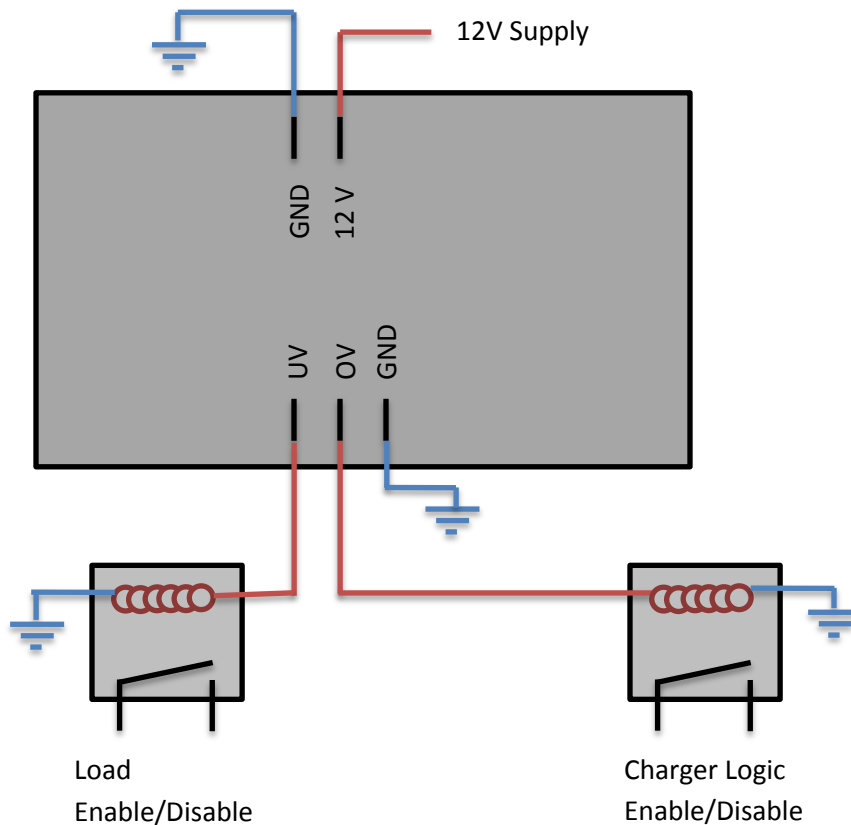 12V Supply
GND
12 V
UV
OV
GND
Load
Enable/Disable
Charger Logic
Enable/Disable